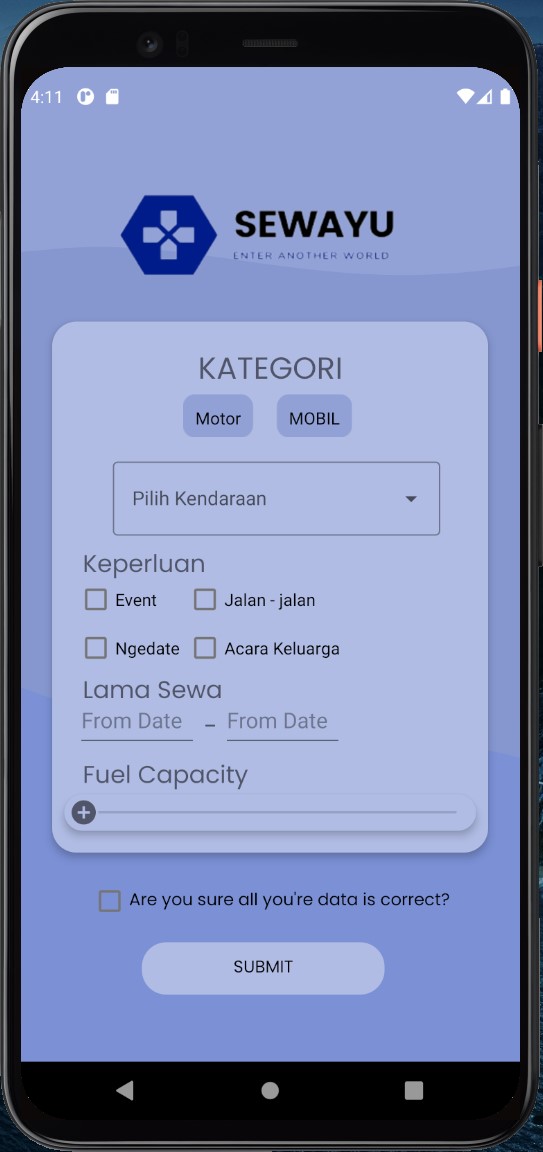 4:11
SEWAYU
ENTER ANOTHER WORLD
KATEGORI
Motor MOBIL
Pilih Kendaraan
Keperluan
Event Jalan - jalan
Ngedate Acara Keluarga
Lama Sewa
From Date – From Date
Fuel Capacity
Are you sure all you're data is correct?
SUBMIT